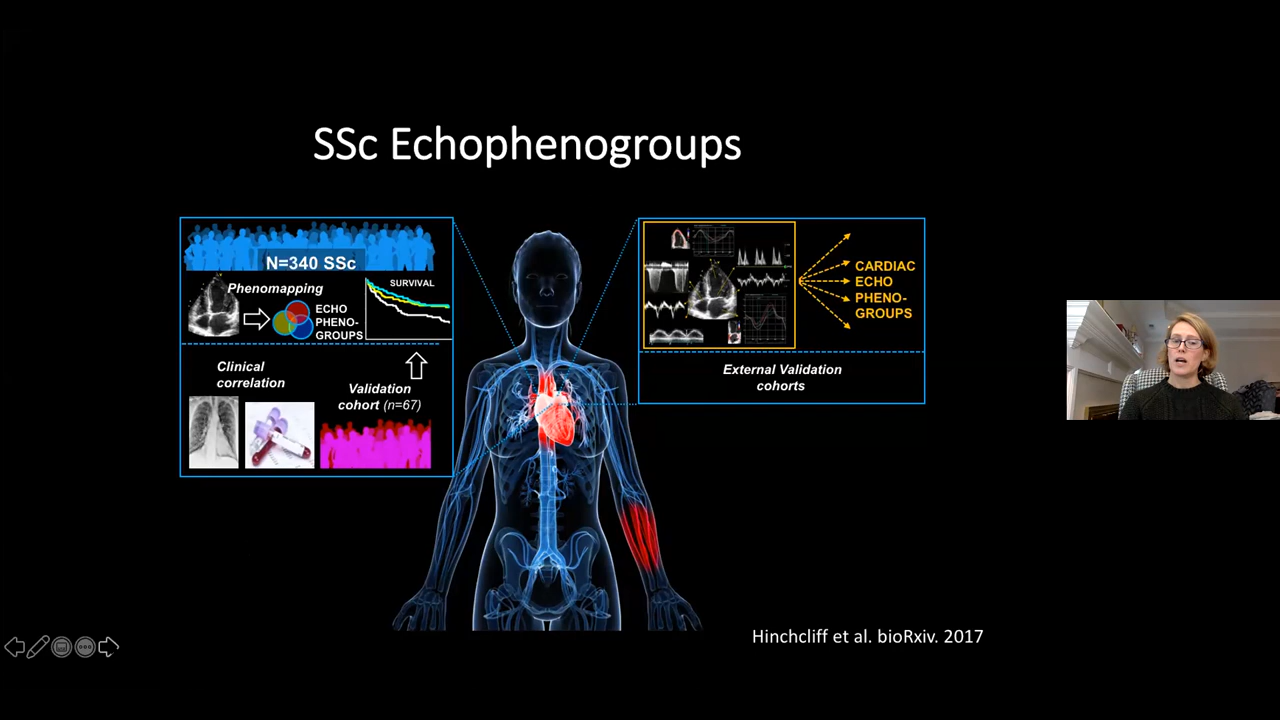 SSc Echophenogroups
N=340 SSc
Phenomapping
SURVIVAL
ECHO
PHENO-
GROUPS
Clinical
correlation
Validation
cohort (n=67)
CARDIAC
ECHO
PHENO-
GROUPS
External Validation
cohorts
Hinchcliff et al. bioRxiv. 2017